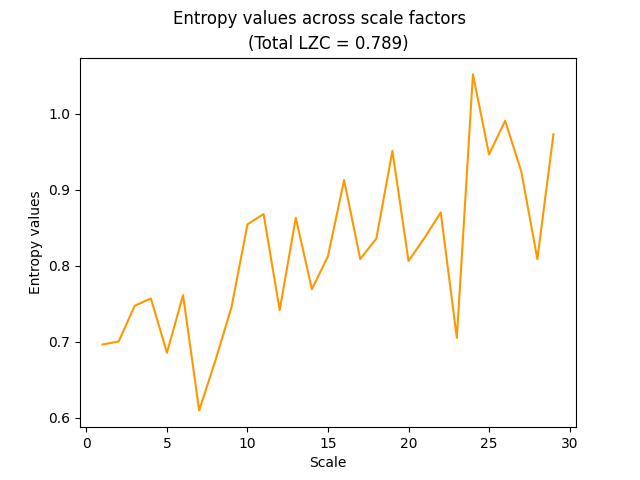 Entropy values across scale factors
(Total LZC = 0.789)
1.0
0.9
0.8
0.7
0.6
Entropy values
0 5 10 15 20 25 30
Scale